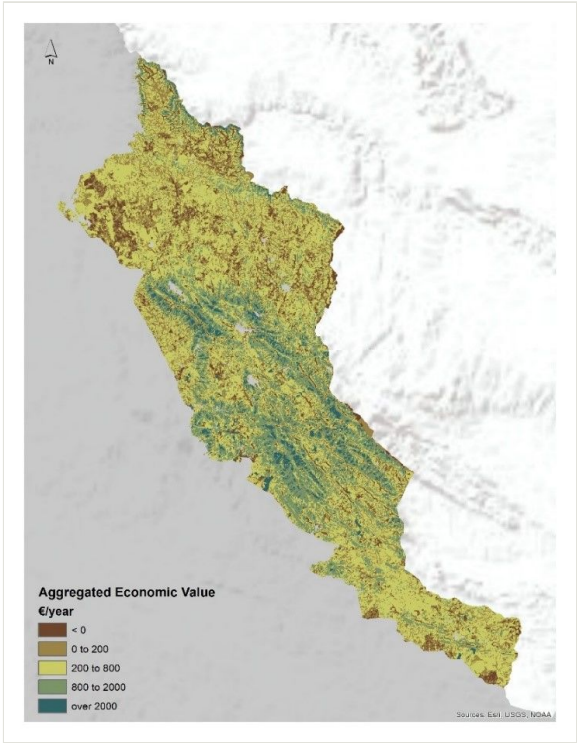 N
Aggregated Economic Value
€/year
< 0
0 to 200
200 to 800
800 to 2000
over 2000
Sources: Esri, USGS, NOAA